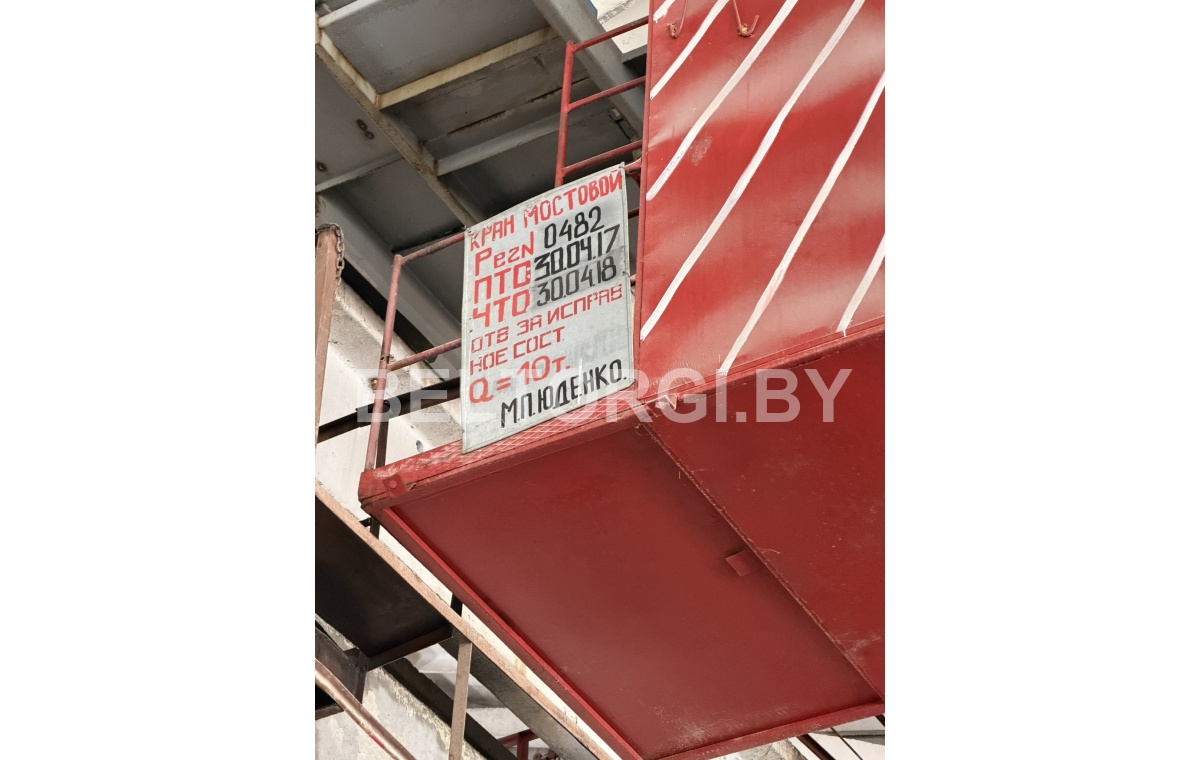 КРАН МОСТОВОЙ
РегN 0482
ПТО 30.04.17
ЧТО 30.04.18
ОТВ ЗА ИСПРАВ
НОЕ СОСТ.
Q=10т.
М.П.ЮДЕНКО.
BELTORGI.BY